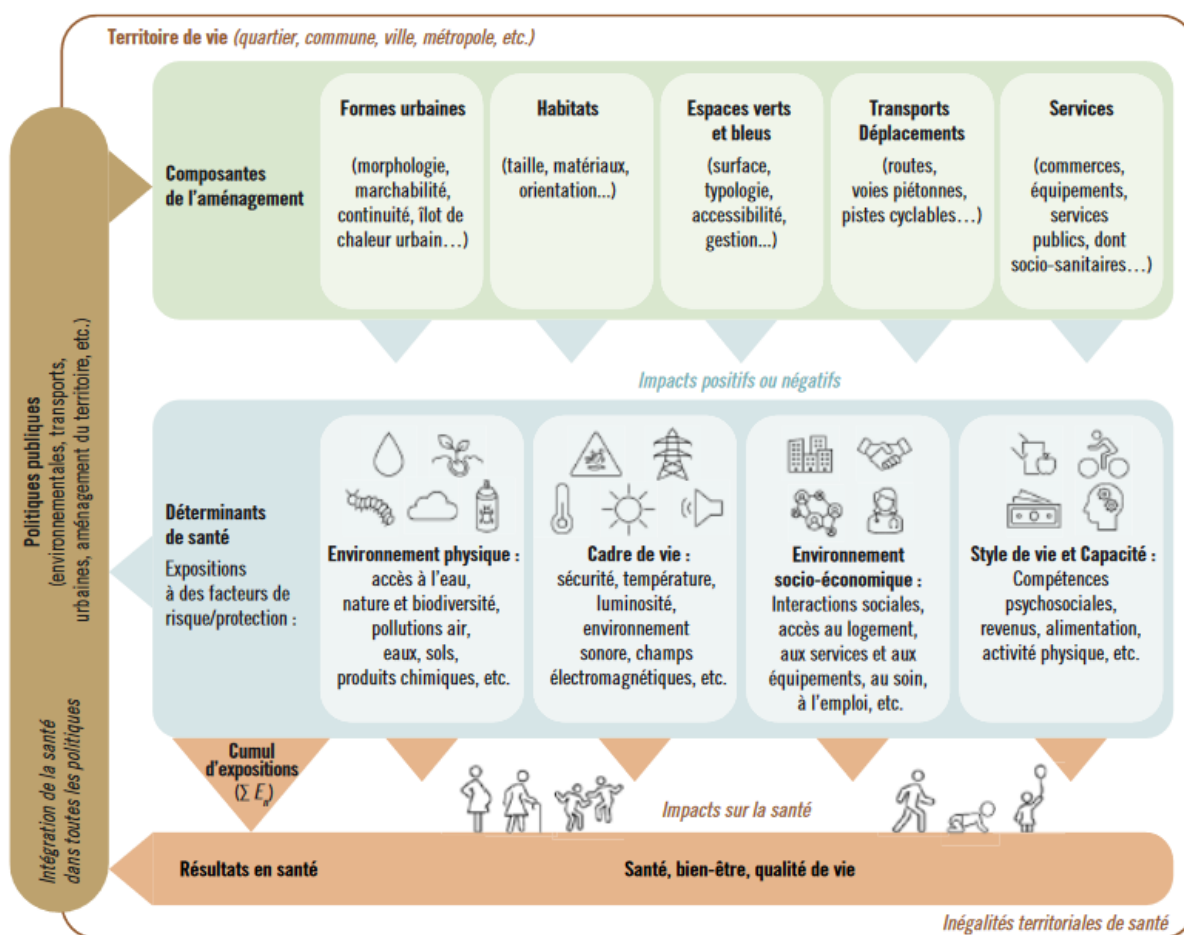 Territoire de vie (quartier, commune, ville, métropole, etc.)
Politiques publiques
(environnementales, transports,
urbaines, aménagement du territoire, etc.)
Intégration de la santé
dans toutes les politiques
Composantes
de l'aménagement
Formes urbaines
(morphologie,
marchabilité,
continuité, îlot de
chaleur urbain…)
Habitats
(taille, matériaux,
orientation...)
Espaces verts
et bleus
(surface,
typologie,
accessibilité,
gestion...)
Transports
Déplacements
(routes,
voies piétonnes,
pistes cyclables…)
Services
(commerces,
équipements,
services
publics, dont
socio-sanitaires…)
Impacts positifs ou négatifs
Déterminants
de santé
Expositions
à des facteurs de
risque/protection :
Environnement physique :
accès à l'eau,
nature et biodiversité,
pollutions air,
eaux, sols,
produits chimiques, etc.
Cadre de vie :
sécurité, température,
luminosité,
environnement
sonore, champs
électromagnétiques, etc.
Environnement
socio-économique :
Interactions sociales,
accès au logement,
aux services et aux
équipements, au soin,
à l'emploi, etc.
Style de vie et Capacité :
Compétences
psychosociales,
revenus, alimentation,
activité physique, etc.
Cumul
d'expositions
(∑ Eₙ)
Impacts sur la santé
Résultats en santé
Santé, bien-être, qualité de vie
Inégalités territoriales de santé